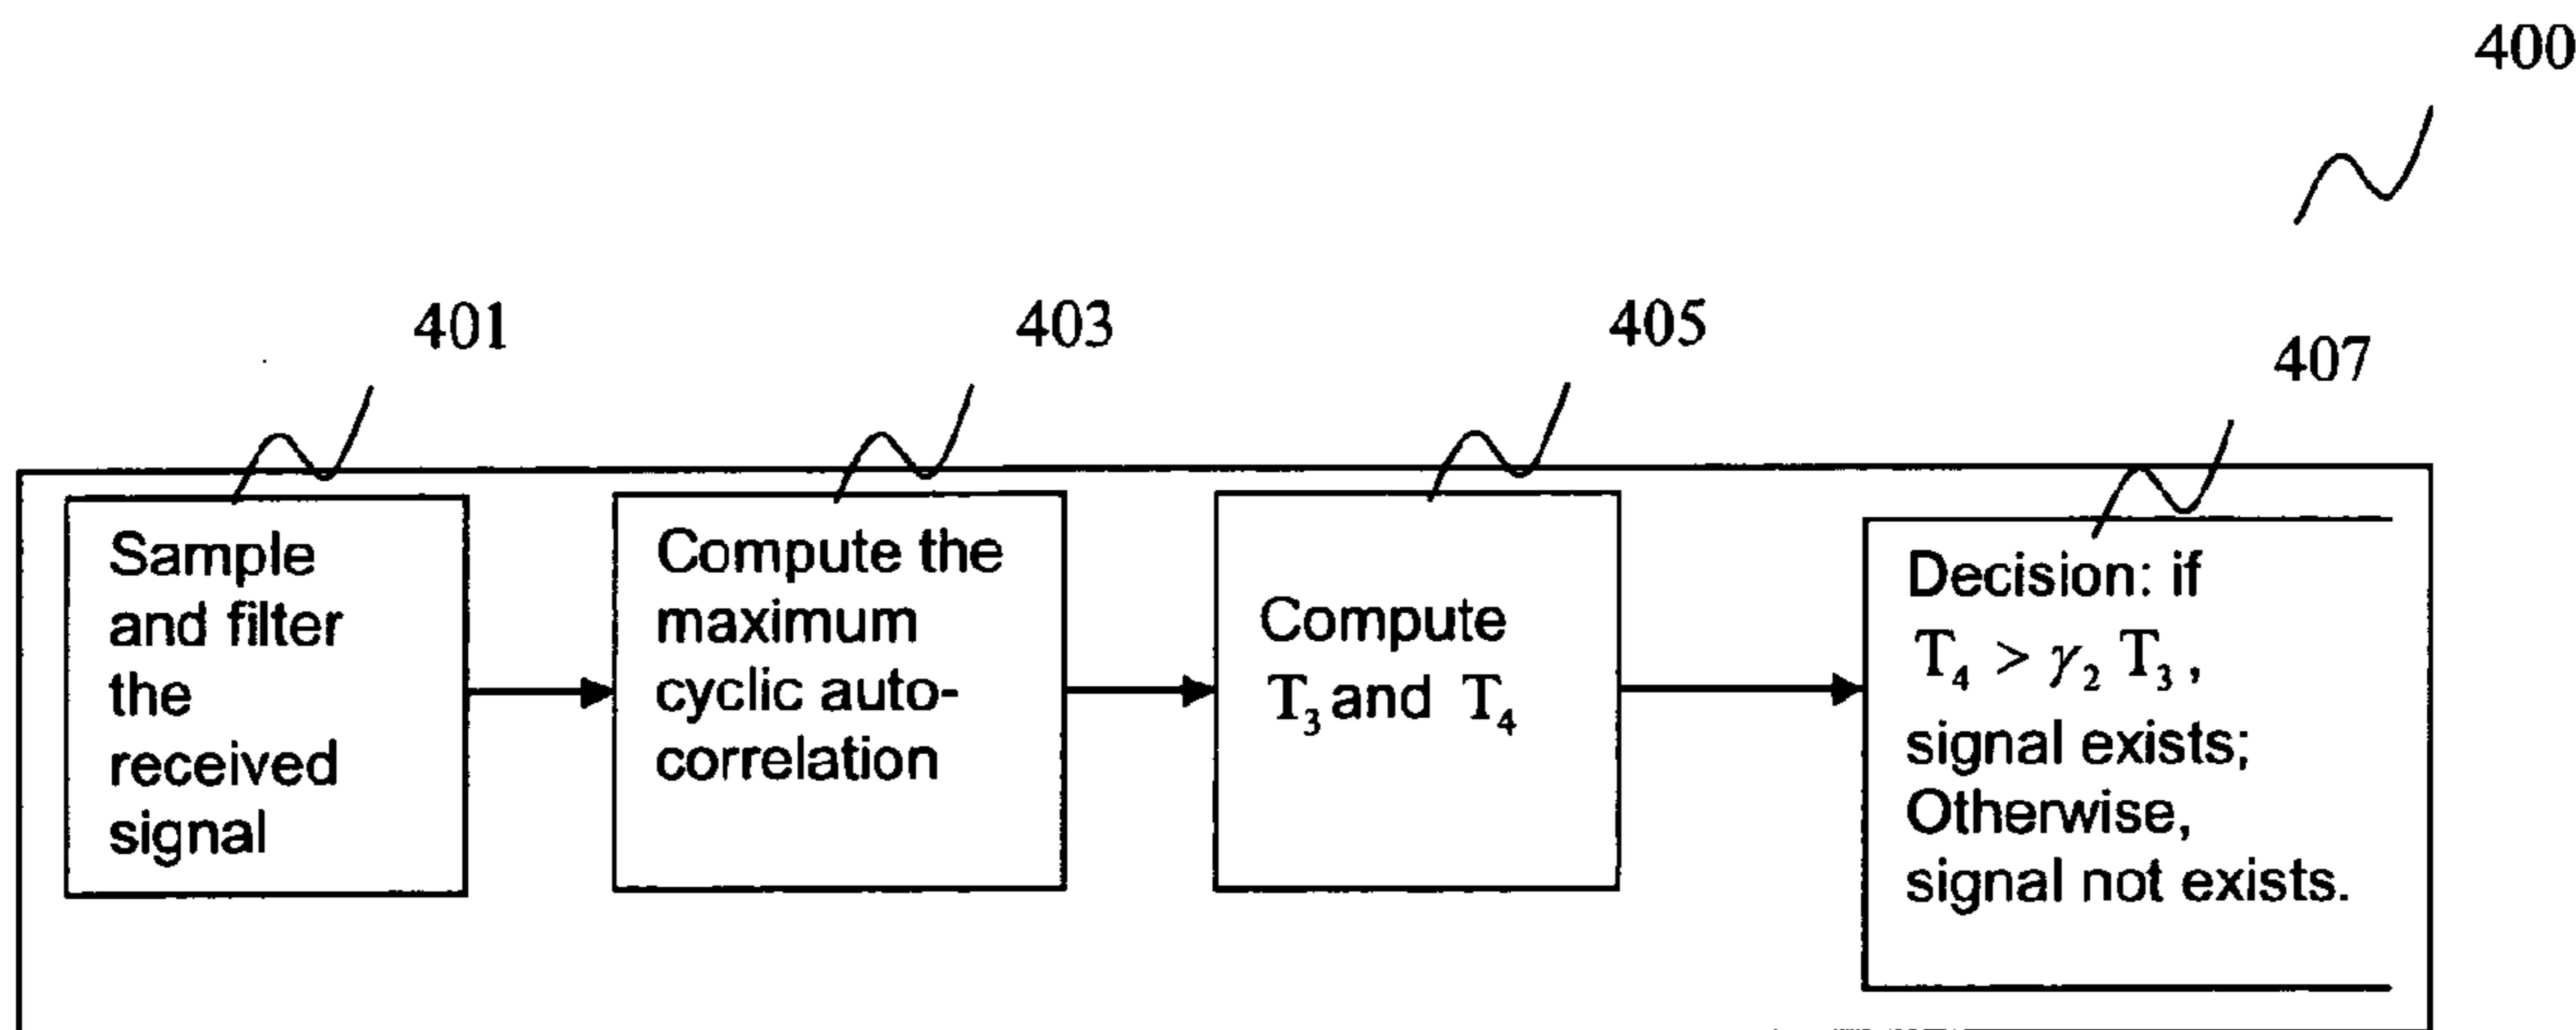 400
401
403
405
407
Sample
and filter
the
received
signal
Compute the
maximum
cyclic auto-
correlation
Compute
T₃ and T₄
Decision: if
T₄ > γ₂ T₃,
signal exists;
Otherwise,
signal not exists.